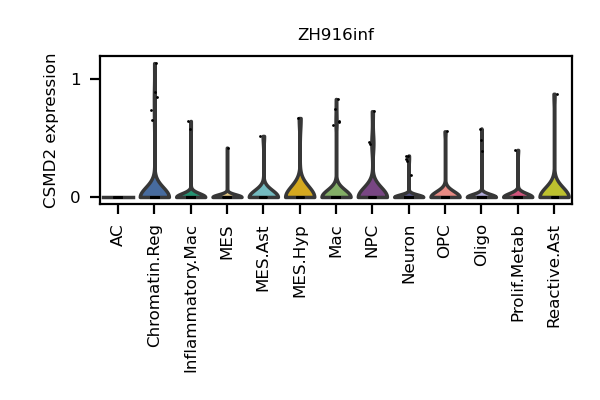 ZH916inf
CSMD2 expression
1
0
AC
Chromatin.Reg
Inflammatory.Mac
MES
MES.Ast
MES.Hyp
Mac
NPC
Neuron
OPC
Oligo
Prolif.Metab
Reactive.Ast